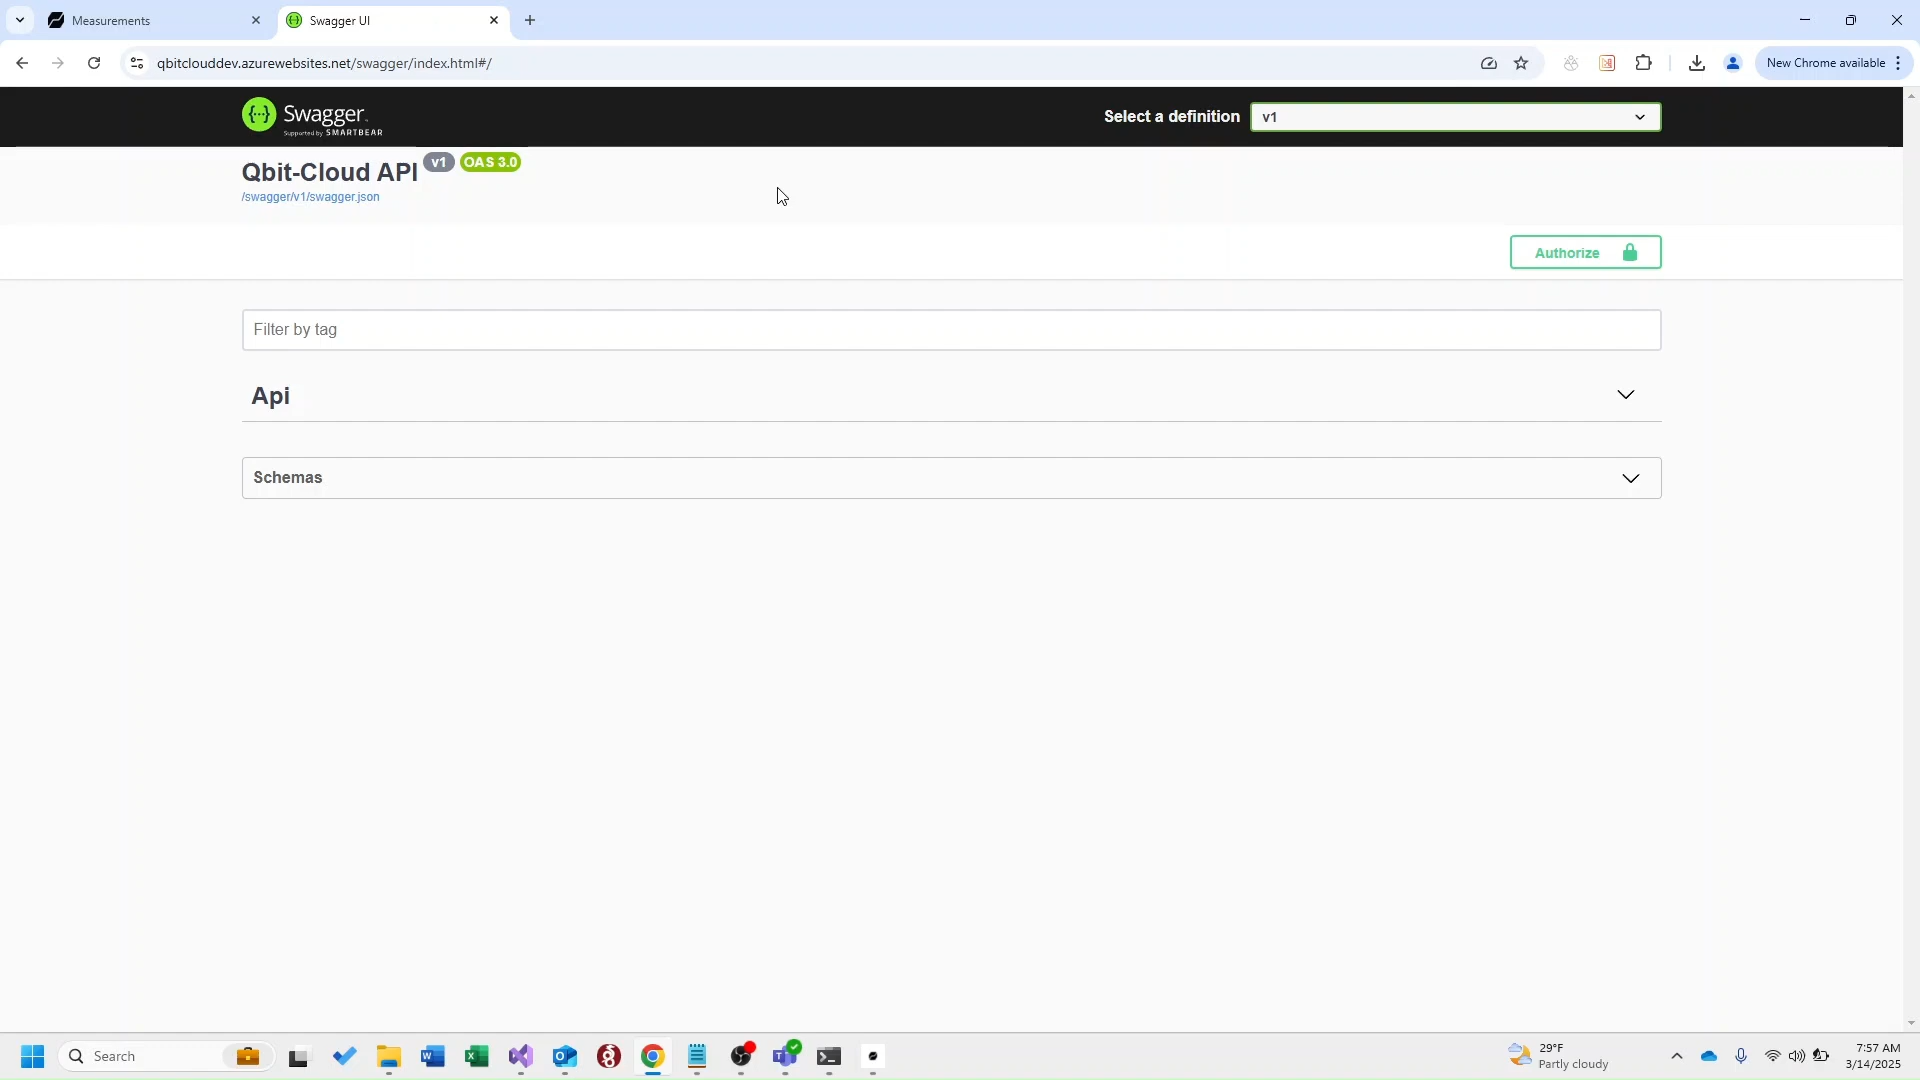 Measurements
Swagger UI
qbitclouddev.azurewebsites.net/swagger/index.html#/
New Chrome available
Swagger
Supported by SMARTBEAR
Select a definition
v1
Qbit-Cloud API
v1
OAS 3.0
/swagger/v1/swagger.json
Authorize
Filter by tag
Api
Schemas
Search
29°F
Partly cloudy
7:57 AM
3/14/2025